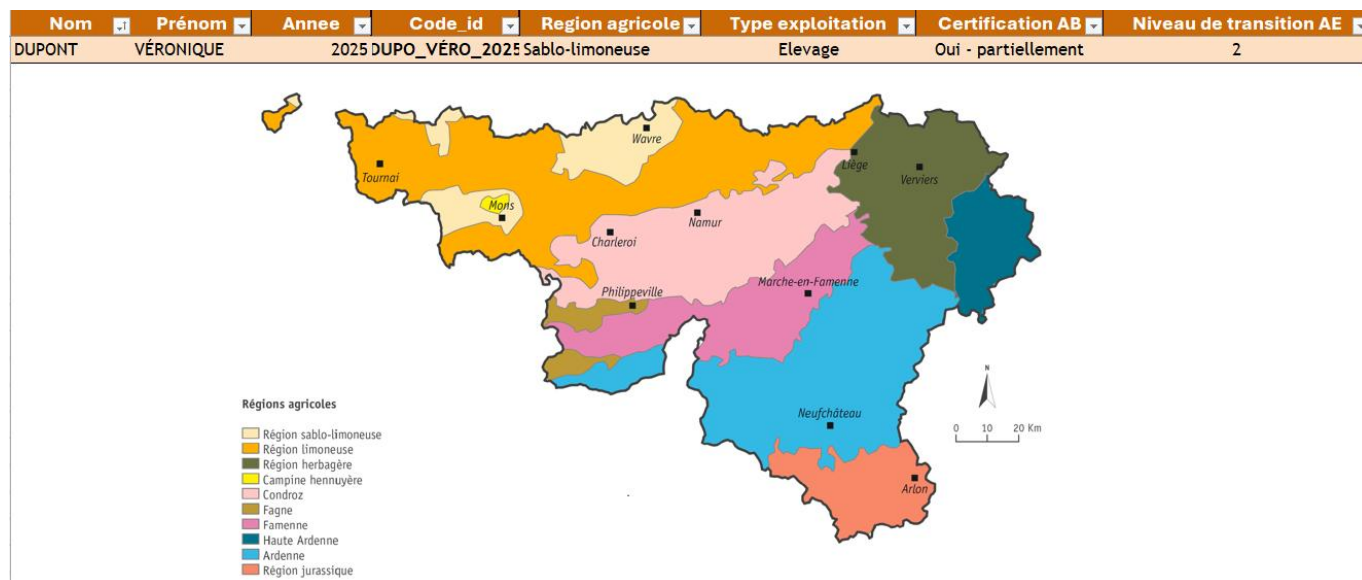 Nom Prénom Annee Code_id Region agricole Type exploitation Certification AB Niveau de transition AE
DUPONT VÉRONIQUE 2025 DUPO_VÉRO_2025 Sablo-limoneuse Elevage Oui - partiellement 2
Wavre
Tournai
Liège
Verviers
Mons
Namur
Charleroi
Marche-en-Famenne
Philippeville
N
Neufchâteau
0 10 20 Km
Arlon
Régions agricoles
Région sablo-limoneuse
Région limoneuse
Région herbagère
Campine hennuyère
Condroz
Fagne
Famenne
Haute Ardenne
Ardenne
Région jurassique